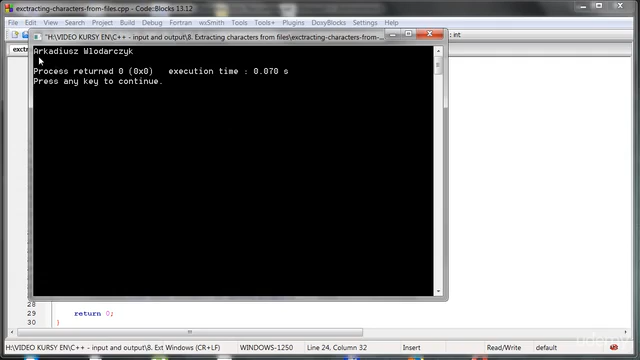 exctracting-characters-from-files.cpp - Code::Blocks 13.12
File Edit View Search Project Build Debug Fortran wxSmith Tools Tools+ Plugins DoxyBlocks Settings Help
"H:\VIDEO KURSY EN\C++ - input and output\8. Extracting characters from files\exctracting-characters-from-...
exctr
: int
Arkadiusz Wlodarczyk
Process returned 0 (0x0) execution time : 0.070 s
Press any key to continue.
28
29 return 0;
30 }
H:\VIDEO KURSY EN\C++ - input and output\8. Ext Windows (CR+LF) WINDOWS-1250 Line 24, Column 32 Insert Read/Write default